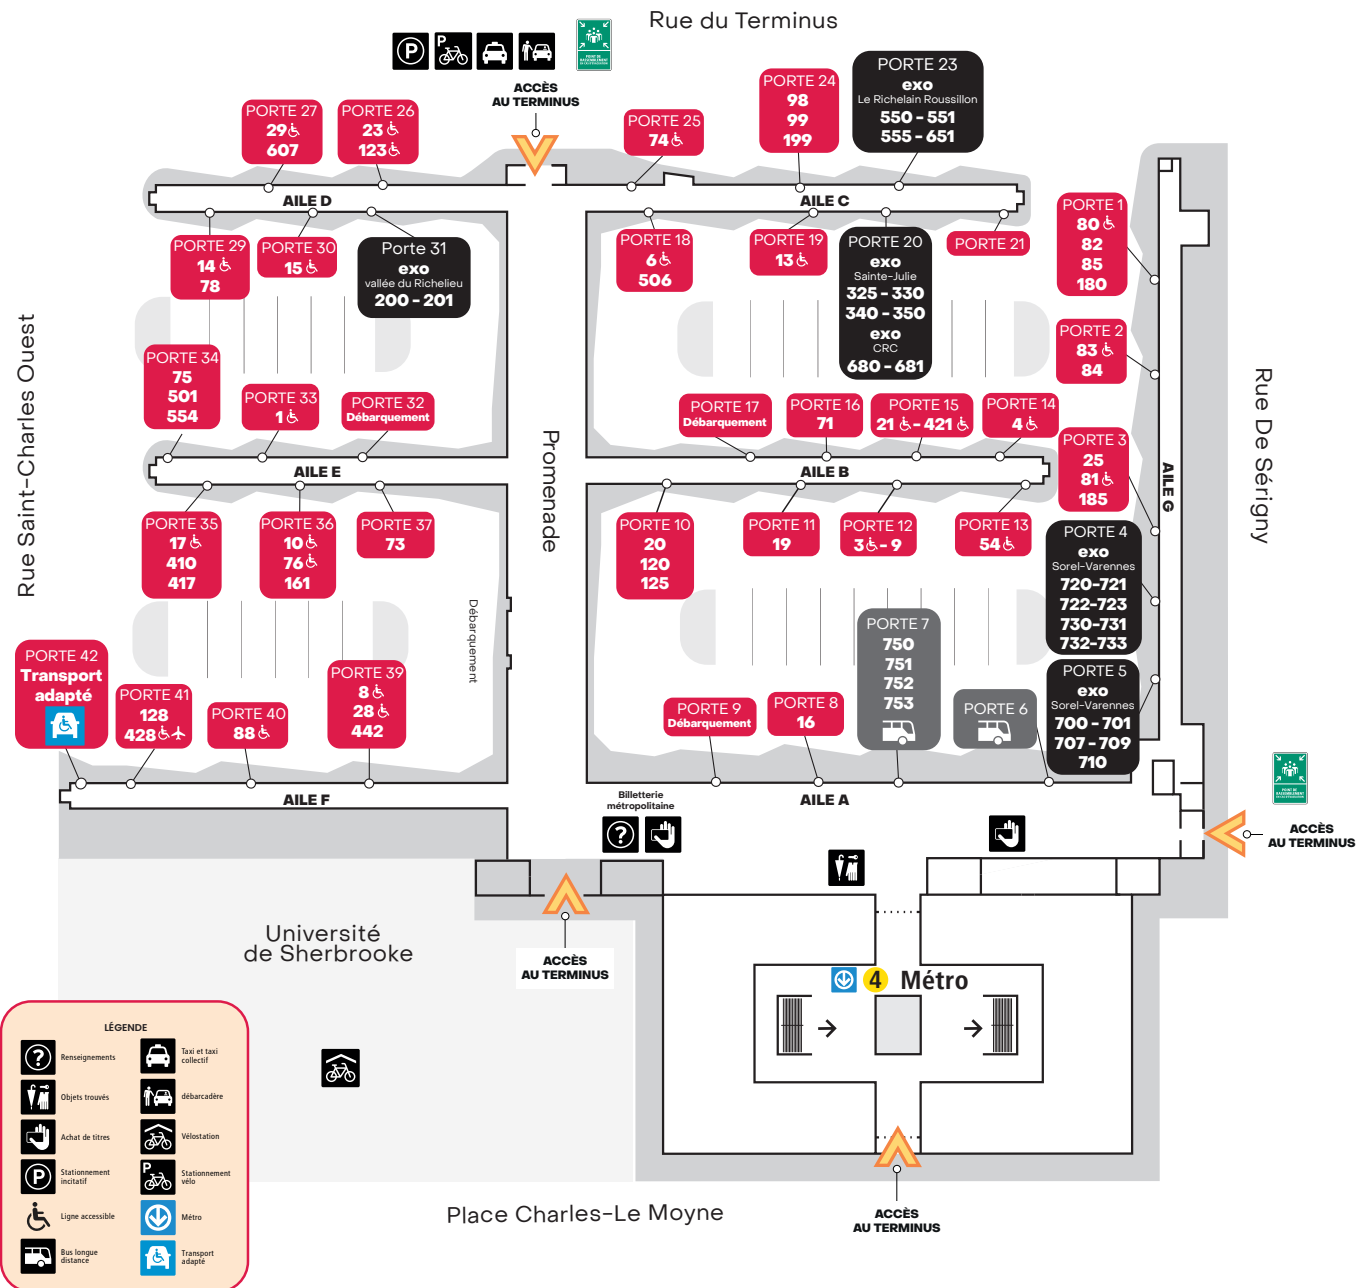 Rue du Terminus
P
P
POINT DE
RASSEMBLEMENT
ACCÈS
AU TERMINUS
PORTE 27
29
607
PORTE 26
23
123
PORTE 25
74
PORTE 24
98
99
199
PORTE 23
exo
Le Richelain Roussillon
550 - 551
555 - 651
AILE D
AILE C
PORTE 29
14
78
PORTE 30
15
Porte 31
exo
vallée du Richelieu
200 - 201
PORTE 18
6
506
PORTE 19
13
PORTE 20
exo
Sainte-Julie
325 - 330
340 - 350
exo
CRC
680 - 681
PORTE 21
PORTE 1
80
82
85
180
PORTE 2
83
84
PORTE 34
75
501
554
PORTE 33
1
PORTE 32
Débarquement
PORTE 17
Débarquement
PORTE 16
71
PORTE 15
21 - 421
PORTE 14
4
PORTE 3
25
81
185
AILE E
AILE B
AILE G
Promenade
Rue Saint-Charles Ouest
Rue De Sérigny
PORTE 35
17
410
417
PORTE 36
10
76
161
PORTE 37
73
PORTE 10
20
120
125
PORTE 11
19
PORTE 12
3 - 9
PORTE 13
54
PORTE 4
exo
Sorel-Varennes
720-721
722-723
730-731
732-733
Débarquement
PORTE 42
Transport
adapté
PORTE 41
128
428
PORTE 40
88
PORTE 39
8
28
442
PORTE 9
Débarquement
PORTE 8
16
PORTE 7
750
751
752
753
PORTE 6
PORTE 5
exo
Sorel-Varennes
700 - 701
707 - 709
710
AILE F
AILE A
Billetterie
métropolitaine
?
POINT DE
RASSEMBLEMENT
ACCÈS
AU TERMINUS
Université
de Sherbrooke
ACCÈS
AU TERMINUS
4 Métro
Place Charles-Le Moyne
ACCÈS
AU TERMINUS
LÉGENDE
?
Renseignements
Objets trouvés
Achat de titres
P
Stationnement
incitatif
Ligne accessible
Bus longue
distance
Taxi et taxi
collectif
débarcadère
Vélostation
P
Stationnement
vélo
Métro
Transport
adapté